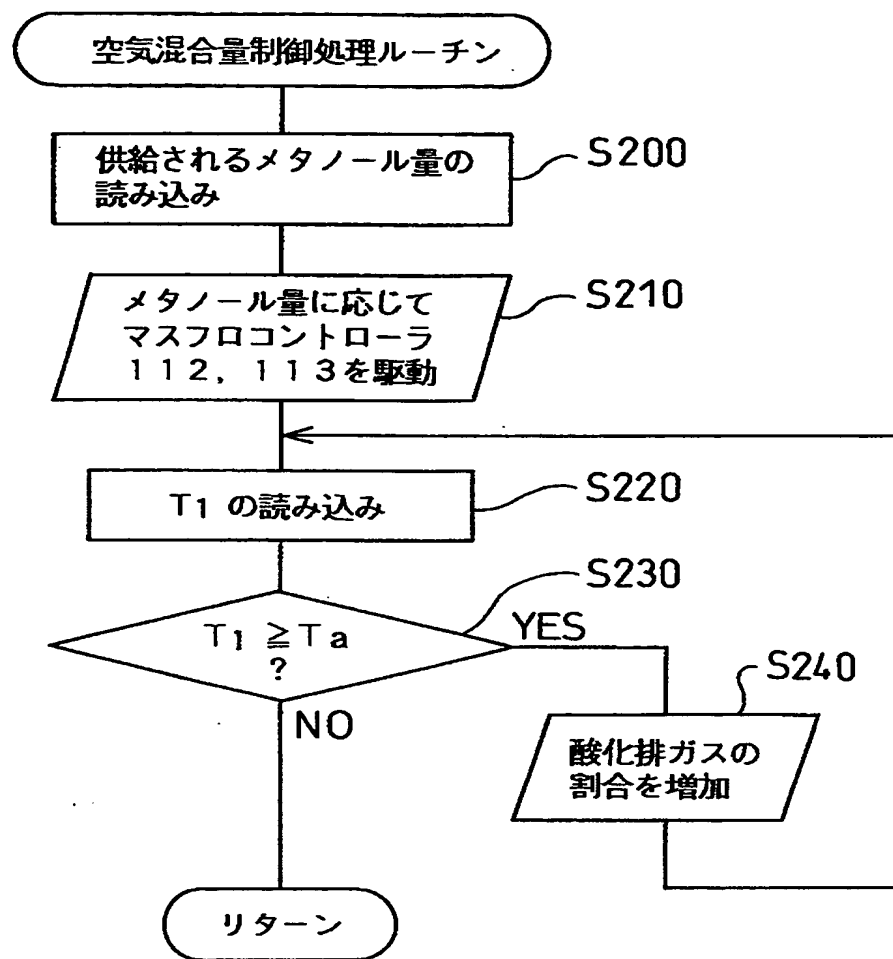 空気混合量制御処理ルーチン
供給されるメタノール量の
読み込み
S200
メタノール量に応じて
マスフロコントローラ
112，113を駆動
S210
T1 の読み込み
S220
T1 ≧ Ta
?
S230
YES
NO
酸化排ガスの
割合を増加
S240
リターン